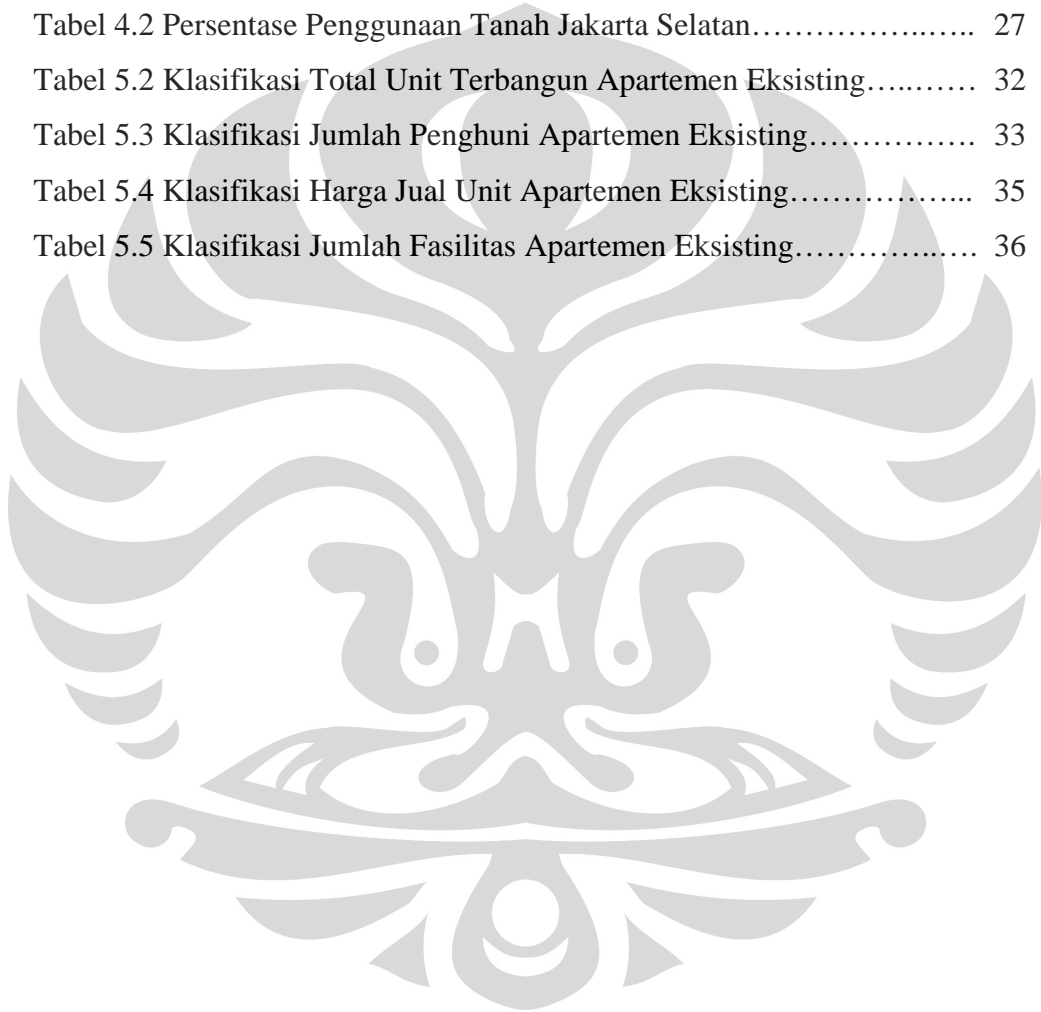 Tabel 4.2 Persentase Penggunaan Tanah Jakarta Selatan……………..….. 27
Tabel 5.2 Klasifikasi Total Unit Terbangun Apartemen Eksisting…..…… 32
Tabel 5.3 Klasifikasi Jumlah Penghuni Apartemen Eksisting……………. 33
Tabel 5.4 Klasifikasi Harga Jual Unit Apartemen Eksisting……………... 35
Tabel 5.5 Klasifikasi Jumlah Fasilitas Apartemen Eksisting…………..…. 36